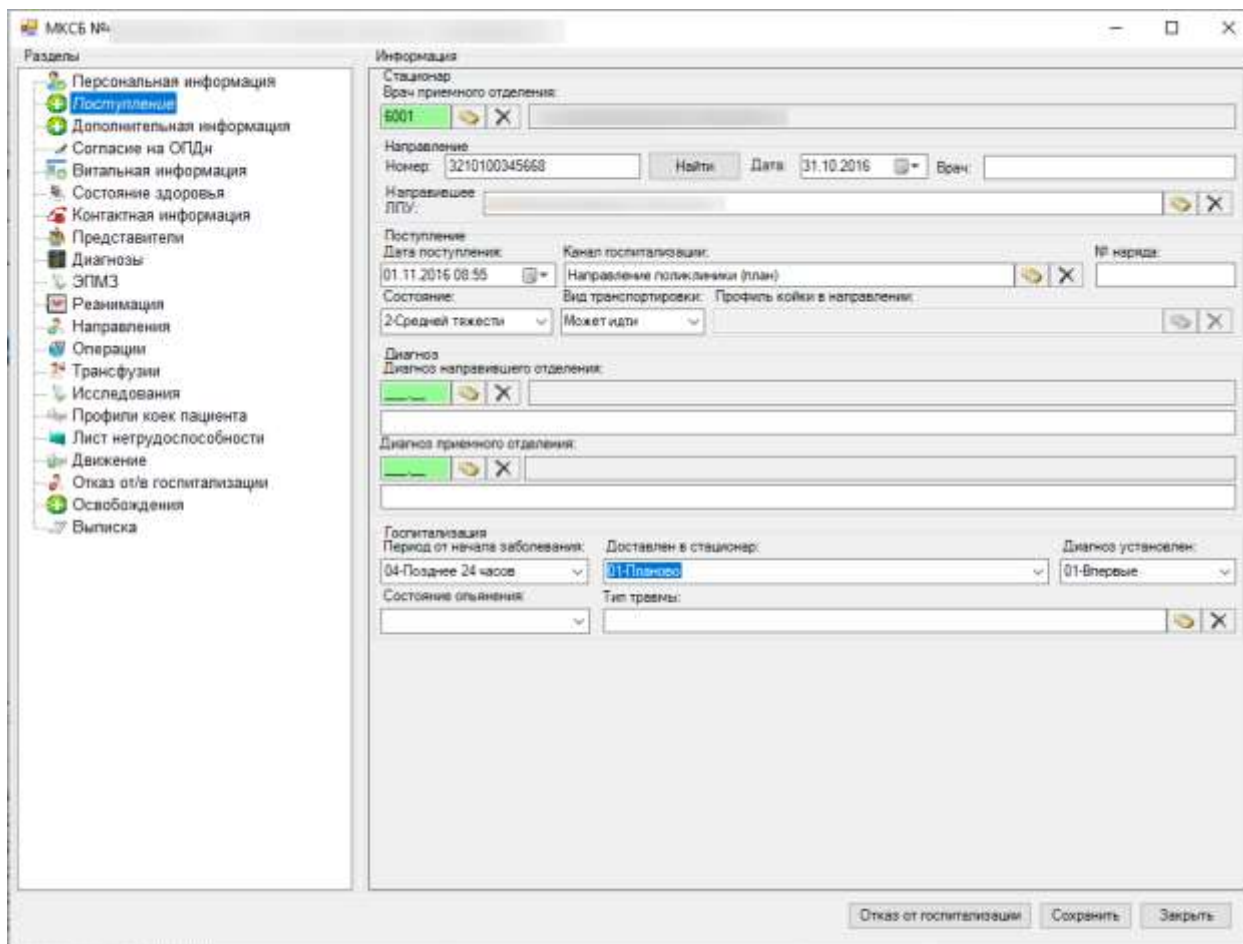 МКСБ №
Разделы
Персональная информация
Поступление
Дополнительная информация
Согласие на ОПДн
Витальная информация
Состояние здоровья
Контактная информация
Представители
Диагнозы
ЭПМЗ
Реанимация
Направления
Операции
Трансфузии
Исследования
Профили коек пациента
Лист нетрудоспособности
Движение
Отказ от/в госпитализации
Освобождения
Выписка
Информация
Стационар
Врач приемного отделения:
6001
Направление
Номер: 3210100345668 Найти Дата: 31.10.2016 Врач:
Направившее
ЛПУ:
Поступление
Дата поступления: Канал госпитализации: № наряда:
01.11.2016 08:55 Направление поликлиники (план)
Состояние: Вид транспортировки: Профиль койки в направлении:
2-Средней тяжести Может идти
Диагноз
Диагноз направившего отделения:
___.__
Диагноз приемного отделения:
___.__
Госпитализация
Период от начала заболевания: Доставлен в стационар: Диагноз установлен:
04-Позднее 24 часов 01-Планово 01-Впервые
Состояние опьянения: Тип травмы:
Отказ от госпитализации Сохранить Закрыть